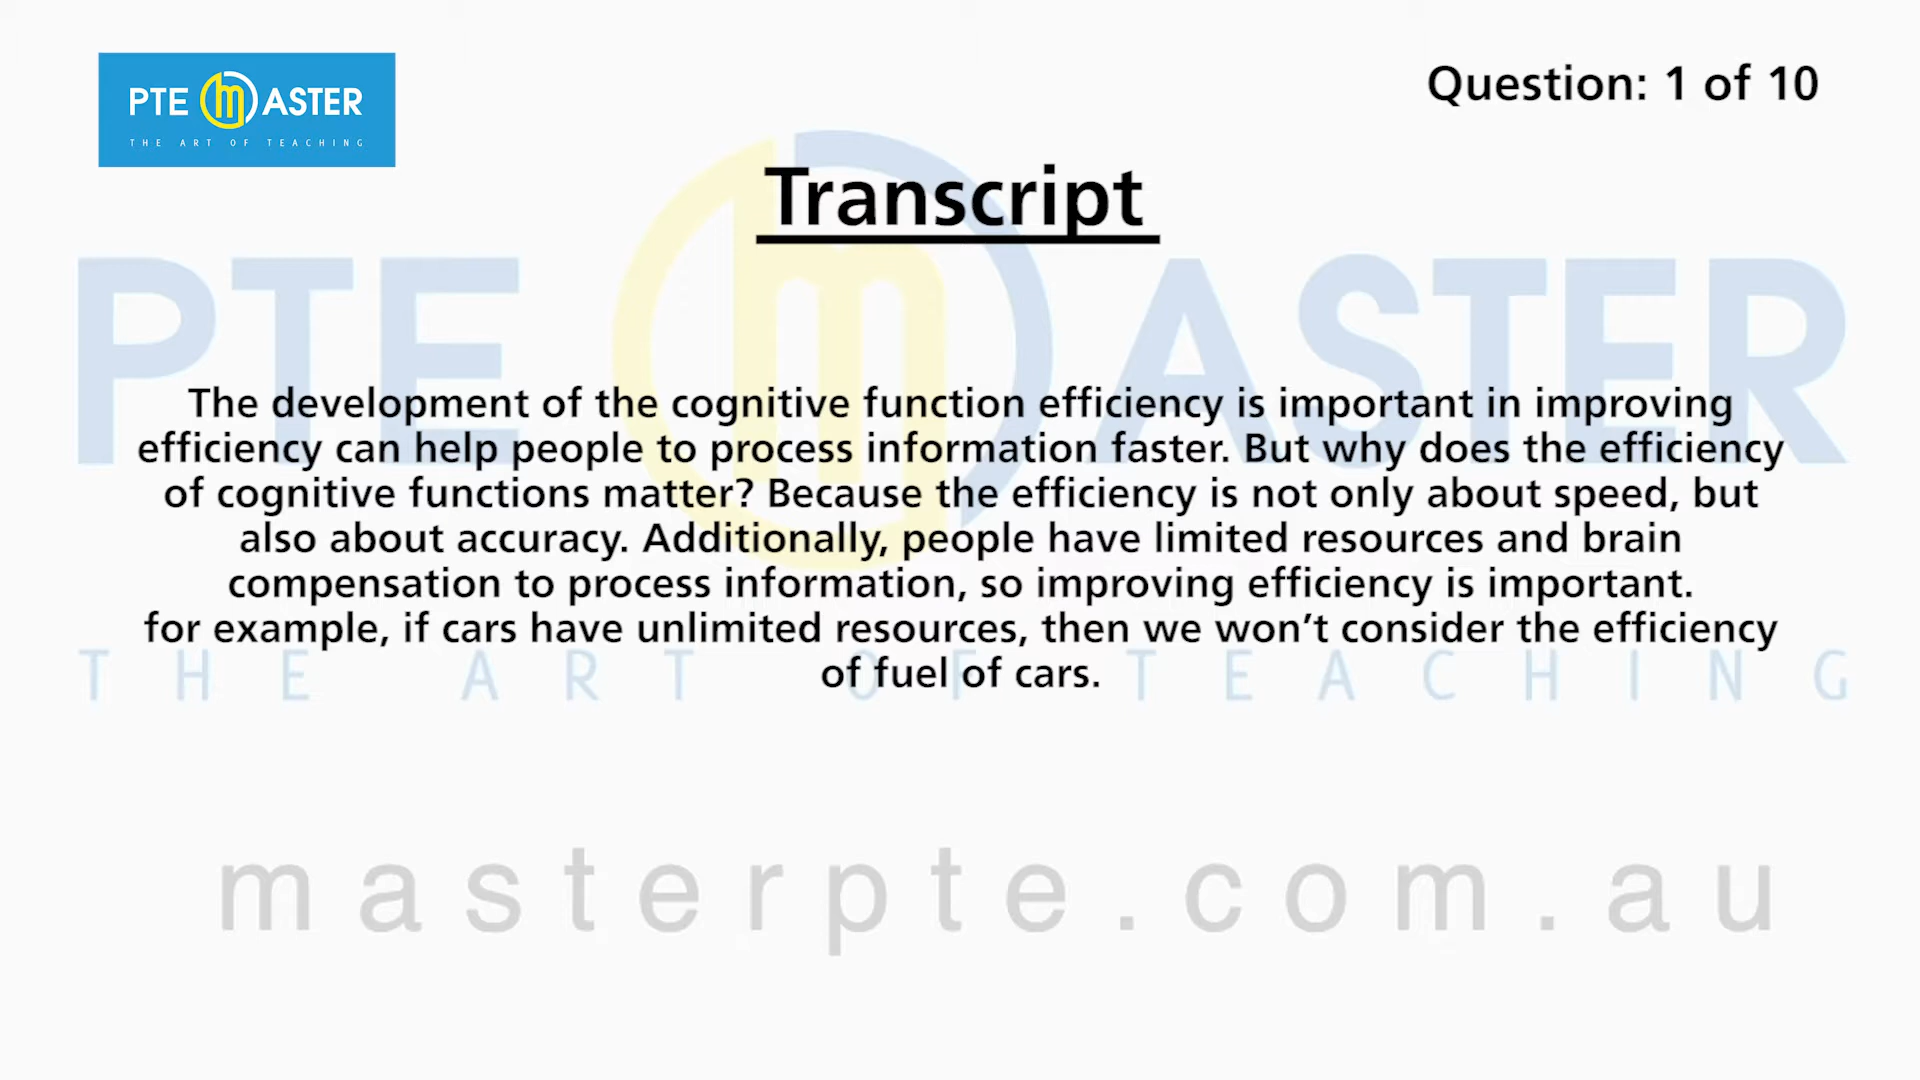 PTE MASTER
THE ART OF TEACHING
Question: 1 of 10
Transcript
PTE MASTER
The development of the cognitive function efficiency is important in improving
efficiency can help people to process information faster. But why does the efficiency
of cognitive functions matter? Because the efficiency is not only about speed, but
also about accuracy. Additionally, people have limited resources and brain
compensation to process information, so improving efficiency is important.
for example, if cars have unlimited resources, then we won’t consider the efficiency
of fuel of cars.
THE ART OF TEACHING
masterpte.com.au